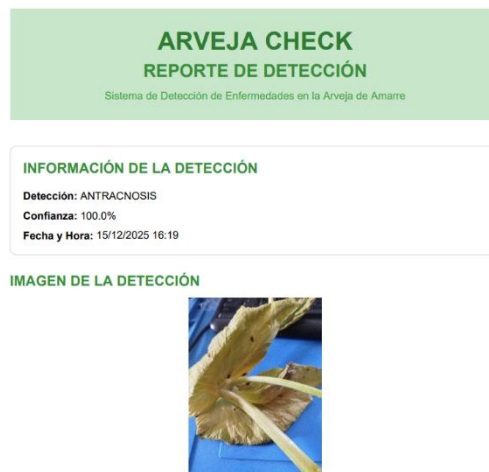 ARVEJA CHECK
REPORTE DE DETECCIÓN
Sistema de Detección de Enfermedades en la Arveja de Amarre
INFORMACIÓN DE LA DETECCIÓN
Detección: ANTRACNOSIS
Confianza: 100.0%
Fecha y Hora: 15/12/2025 16:19
IMAGEN DE LA DETECCIÓN